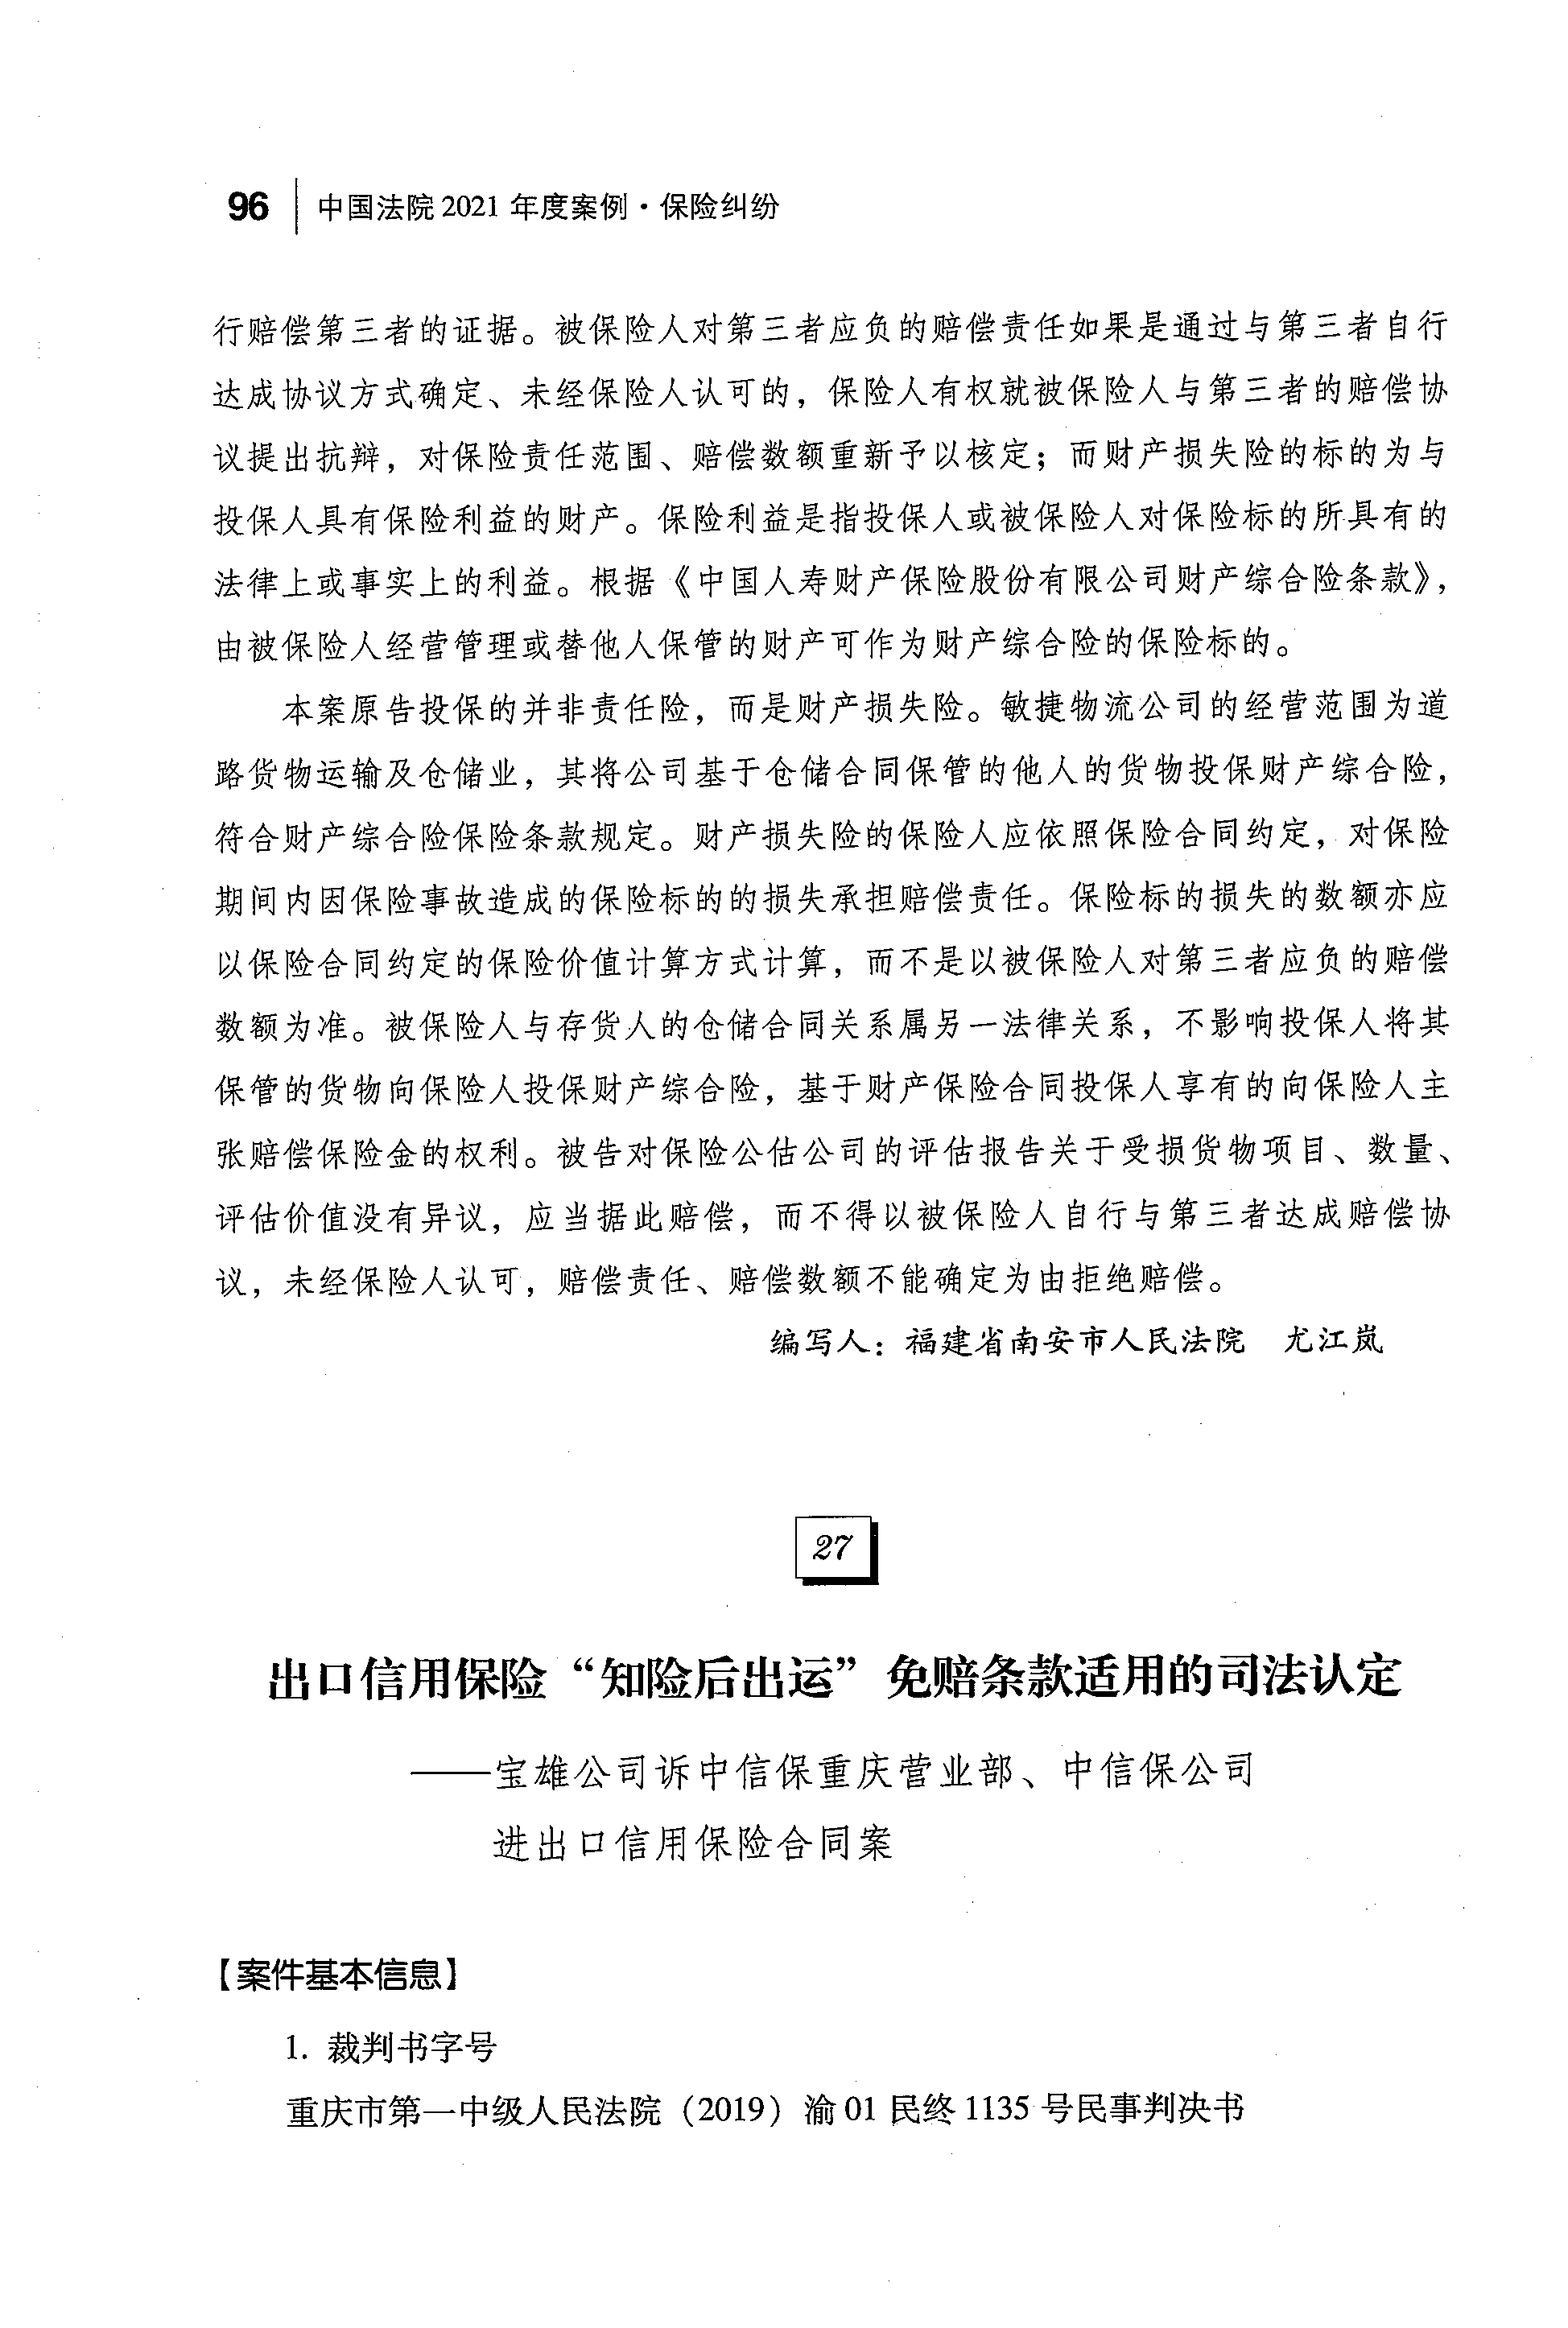 96 中国法院2021年度案例·保险纠纷
行赔偿第三者的证据。被保险人对第三者应负的赔偿责任如果是通过与第三者自行
达成协议方式确定、未经保险人认可的，保险人有权就被保险人与第三者的赔偿协
议提出抗辩，对保险责任范围、赔偿数额重新予以核定；而财产损失险的标的为与
投保人具有保险利益的财产。保险利益是指投保人或被保险人对保险标的所具有的
法律上或事实上的利益。根据《中国人寿财产保险股份有限公司财产综合险条款》，
由被保险人经营管理或替他人保管的财产可作为财产综合险的保险标的。
本案原告投保的并非责任险，而是财产损失险。敏捷物流公司的经营范围为道
路货物运输及仓储业，其将公司基于仓储合同保管的他人的货物投保财产综合险，
符合财产综合险保险条款规定。财产损失险的保险人应依照保险合同约定，对保险
期间内因保险事故造成的保险标的的损失承担赔偿责任。保险标的损失的数额亦应
以保险合同约定的保险价值计算方式计算，而不是以被保险人对第三者应负的赔偿
数额为准。被保险人与存货人的仓储合同关系属另一法律关系，不影响投保人将其
保管的货物向保险人投保财产综合险，基于财产保险合同投保人享有的向保险人主
张赔偿保险金的权利。被告对保险公估公司的评估报告关于受损货物项目、数量、
评估价值没有异议，应当据此赔偿，而不得以被保险人自行与第三者达成赔偿协
议，未经保险人认可，赔偿责任、赔偿数额不能确定为由拒绝赔偿。
编写人：福建省南安市人民法院 尤江岚
27
出口信用保险“知险后出运”免赔条款适用的司法认定
——宝雄公司诉中信保重庆营业部、中信保公司
进出口信用保险合同案
【案件基本信息】
1. 裁判书字号
重庆市第一中级人民法院（2019）渝01民终1135号民事判决书